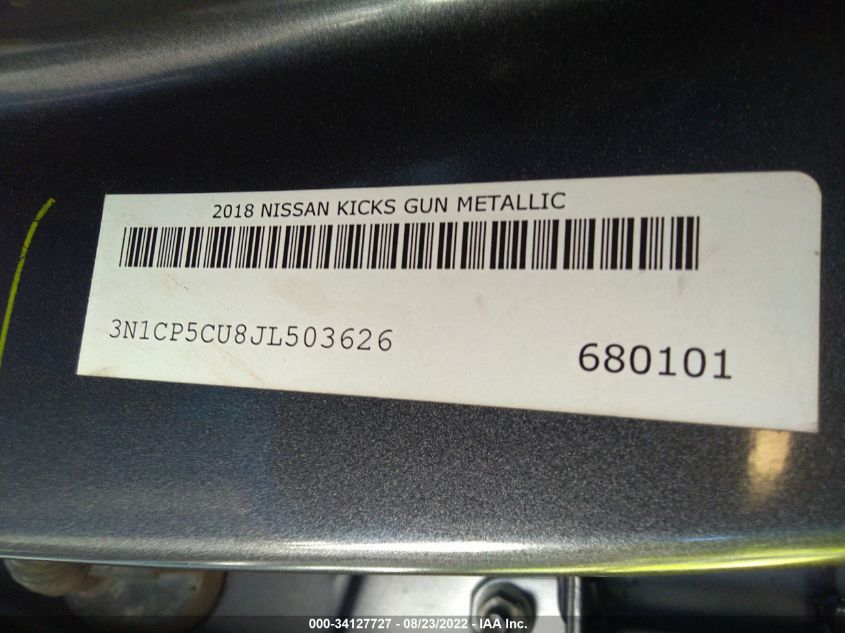 2018 NISSAN KICKS GUN METALLIC
3N1CP5CU8JL503626
680101
000-34127727 - 08/23/2022 - IAA Inc.